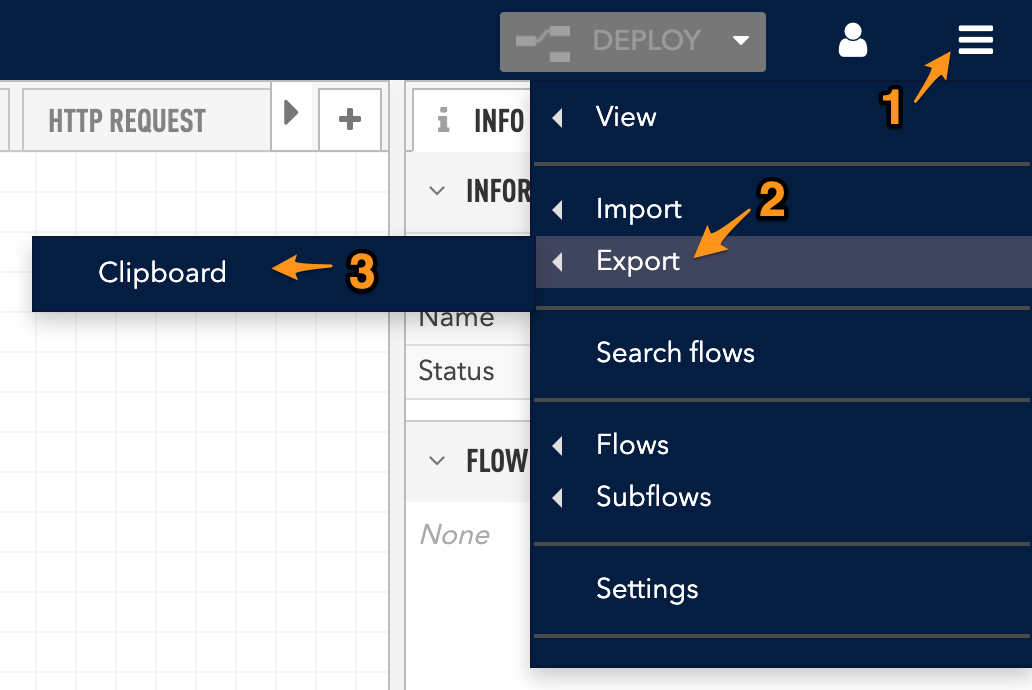 DEPLOY
1
HTTP REQUEST
+
i INFO
View
INFOR
Import
2
Export
Clipboard
3
Name
Search flows
Status
Flows
FLOW
Subflows
None
Settings